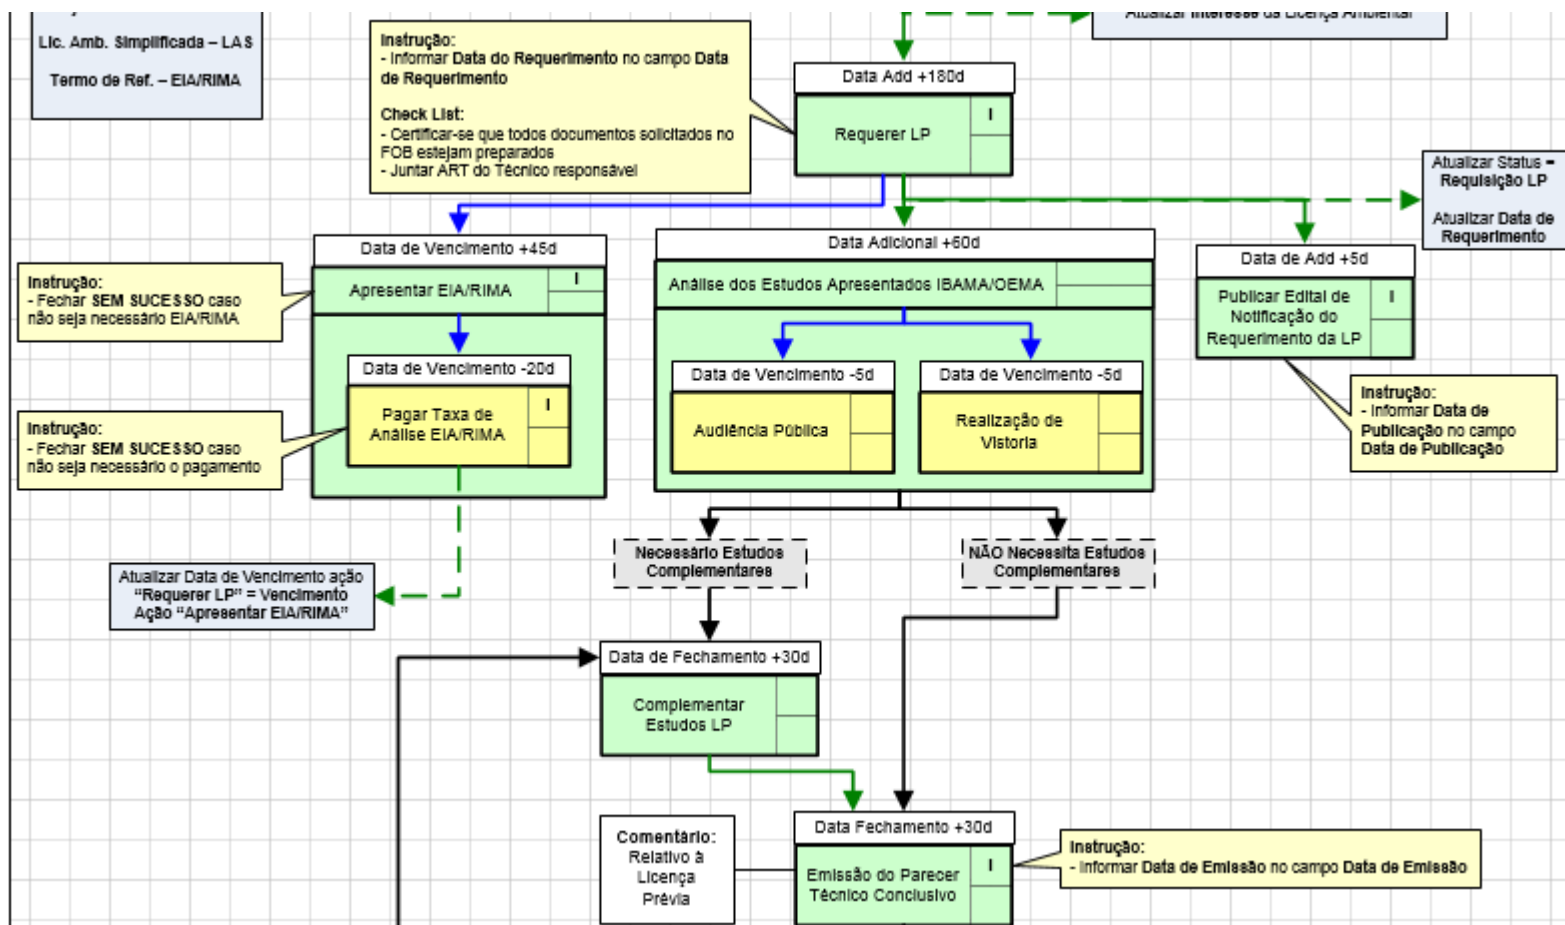 Atualizar Interesse da Licença Ambiental
Lic. Amb. Simplificada – LAS
Termo de Ref. – EIA/RIMA
Instrução:
- Informar Data do Requerimento no campo Data
de Requerimento
Check List:
- Certificar-se que todos documentos solicitados no
FOB estejam preparados
- Juntar ART do Técnico responsável
Data Add +180d
Requerer LP
I
Atualizar Status =
Requisição LP
Atualizar Data de
Requerimento
Data de Vencimento +45d
Apresentar EIA/RIMA
I
Instrução:
- Fechar SEM SUCESSO caso
não seja necessário EIA/RIMA
Data de Vencimento -20d
Pagar Taxa de
Análise EIA/RIMA
I
Instrução:
- Fechar SEM SUCESSO caso
não seja necessário o pagamento
Atualizar Data de Vencimento ação
“Requerer LP” = Vencimento
Ação “Apresentar EIA/RIMA”
Data Adicional +60d
Análise dos Estudos Apresentados IBAMA/OEMA
Data de Vencimento -5d
Audiência Pública
Data de Vencimento -5d
Realização de
Vistoria
Data de Add +5d
Publicar Edital de
Notificação do
Requerimento da LP
I
Instrução:
- Informar Data de
Publicação no campo
Data de Publicação
Necessário Estudos
Complementares
NÃO Necessita Estudos
Complementares
Data de Fechamento +30d
Complementar
Estudos LP
Data Fechamento +30d
Emissão do Parecer
Técnico Conclusivo
I
Comentário:
Relativo à
Licença
Prévia
Instrução:
- Informar Data de Emissão no campo Data de Emissão